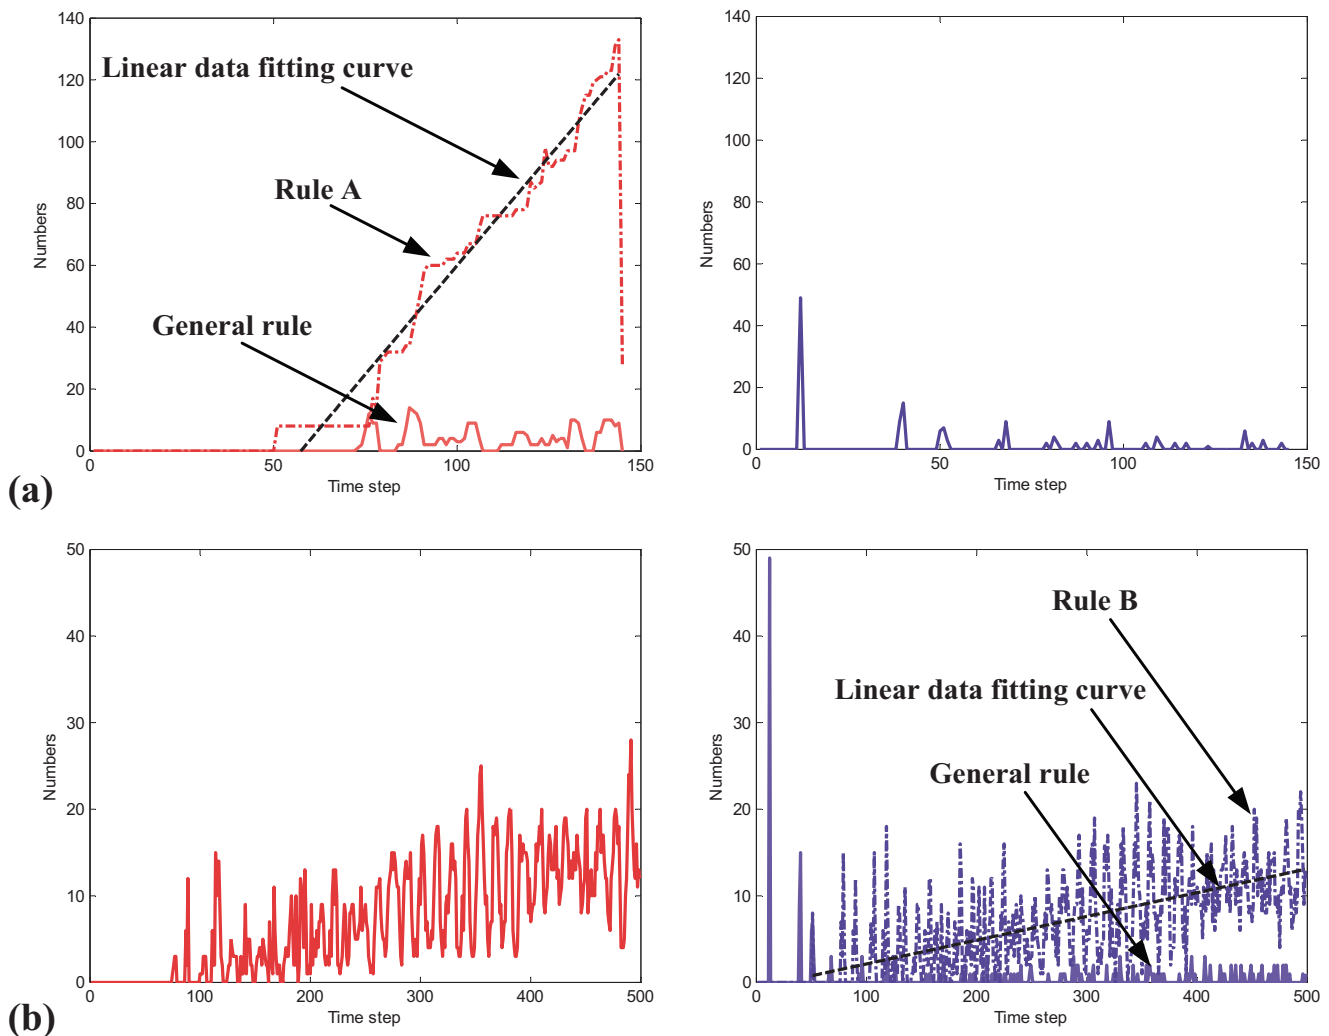 140
120
100
80
60
40
20
0
Numbers
Linear data fitting curve
Rule A
General rule
0 50 100 150
Time step
140
120
100
80
60
40
20
0
Numbers
0 50 100 150
Time step
(a)
50
40
30
20
10
0
Numbers
0 100 200 300 400 500
Time step
50
40
30
20
10
0
Numbers
Rule B
Linear data fitting curve
General rule
0 100 200 300 400 500
Time step
(b)